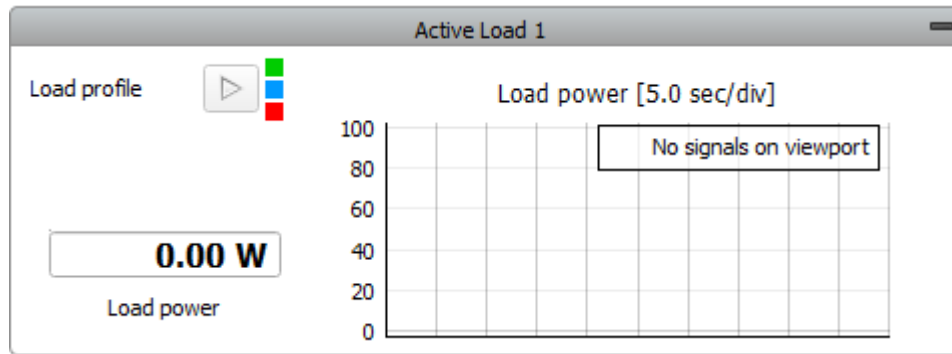 Active Load 1
Load profile
Load power [5.0 sec/div]
100
No signals on viewport
80
60
40
20
0
0.00 W
Load power